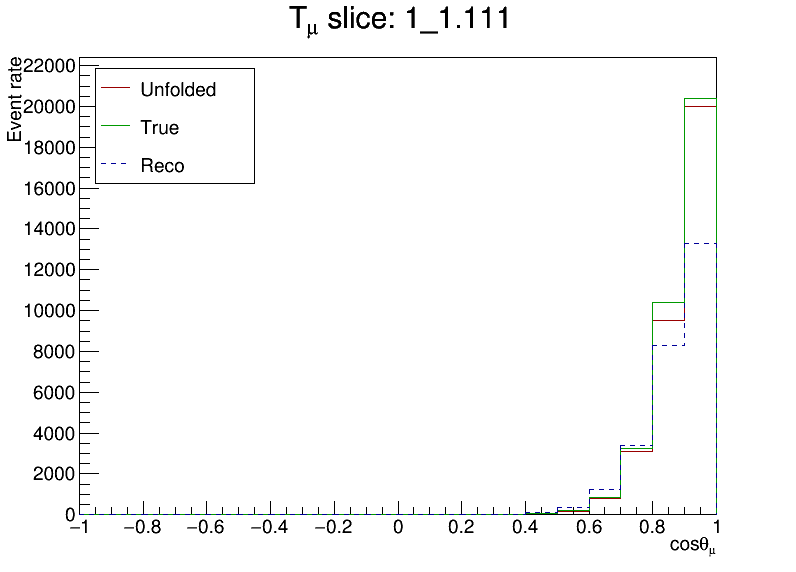 Tμ slice: 1_1.111
Event rate
22000
20000
18000
16000
14000
12000
10000
8000
6000
4000
2000
0
Unfolded
True
Reco
−1 −0.8 −0.6 −0.4 −0.2 0 0.2 0.4 0.6 0.8 1
cosθμ